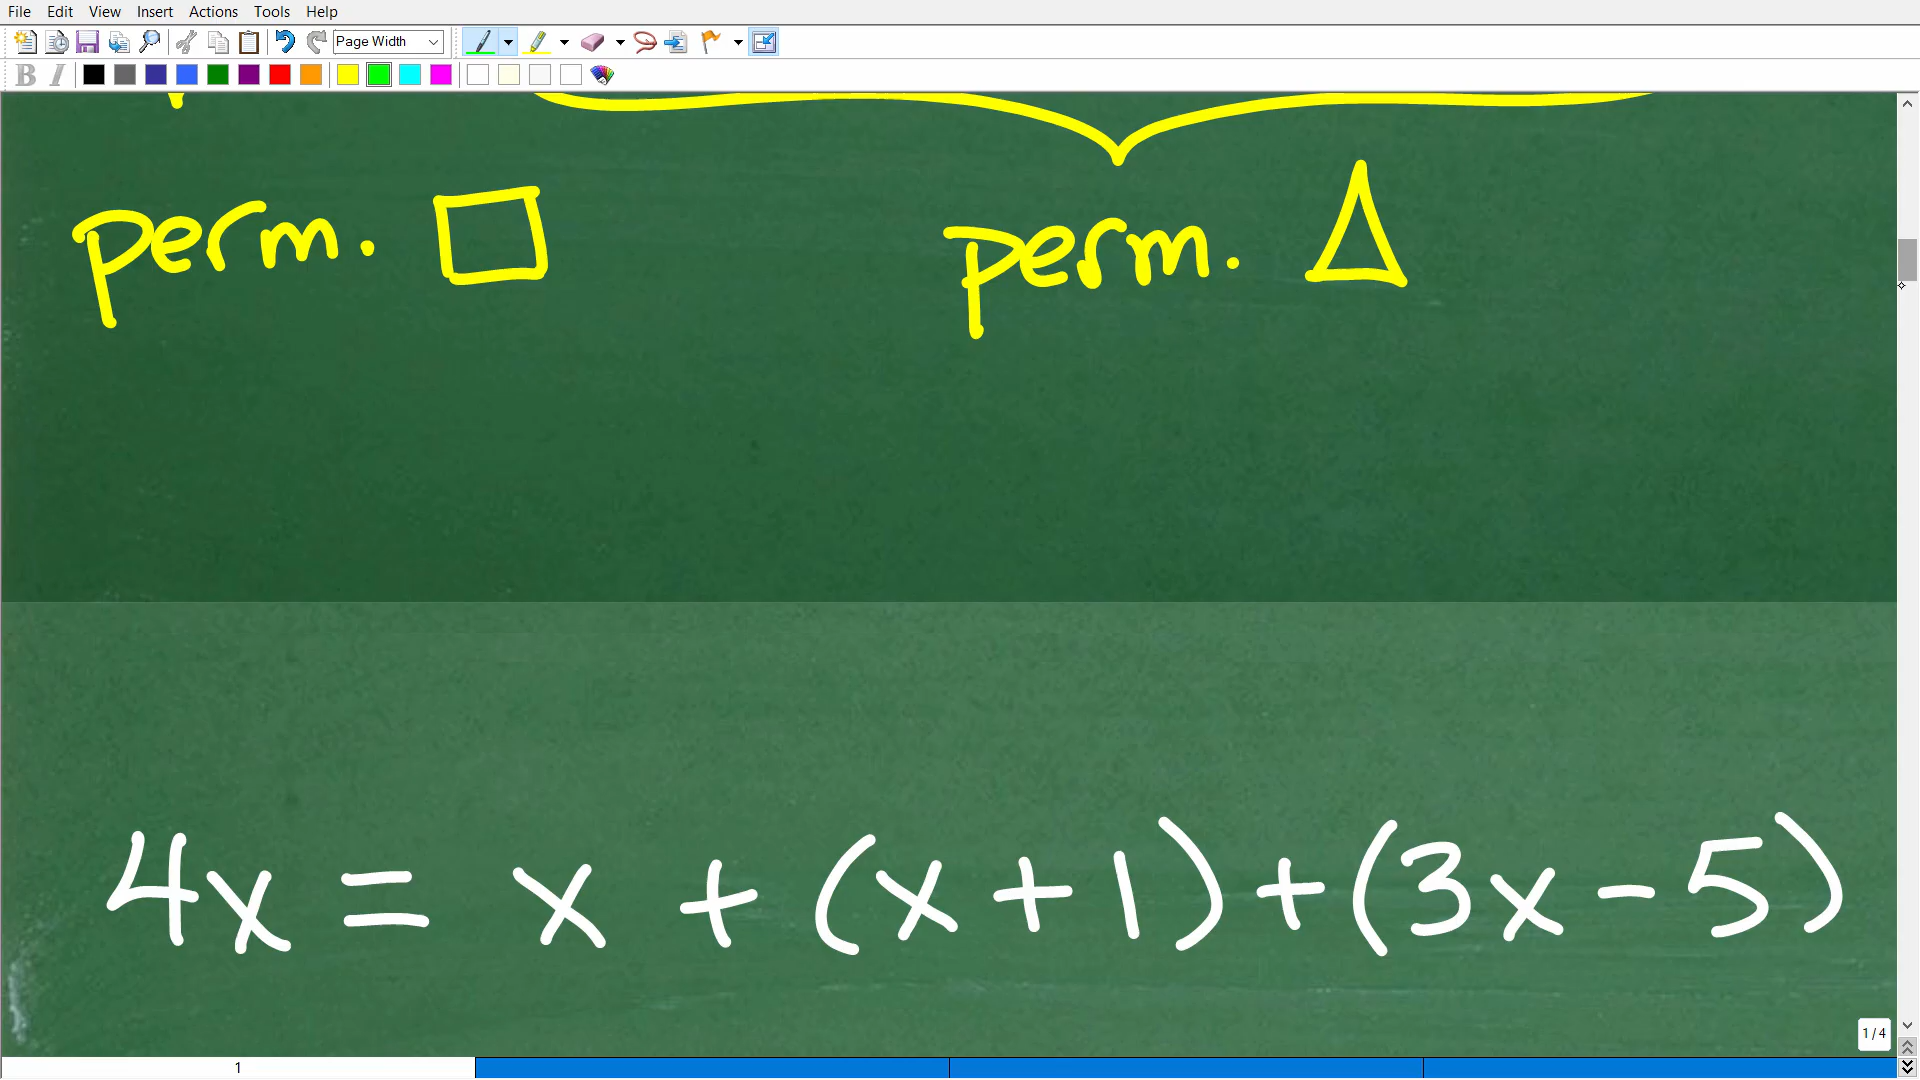 File Edit View Insert Actions Tools Help
Page Width
B I
perm. □ perm. △
4x = x + (x + 1) + (3x - 5)
1 / 4
1